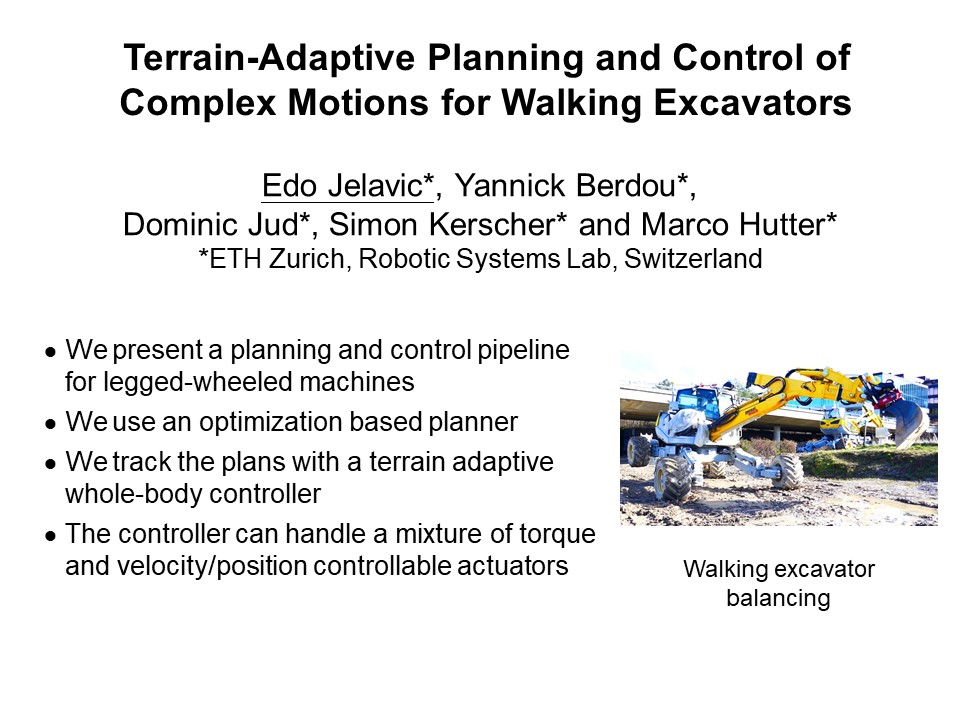 Terrain-Adaptive Planning and Control of
Complex Motions for Walking Excavators
Edo Jelavic*, Yannick Berdou*,
Dominic Jud*, Simon Kerscher* and Marco Hutter*
*ETH Zurich, Robotic Systems Lab, Switzerland
● We present a planning and control pipeline
for legged-wheeled machines
● We use an optimization based planner
● We track the plans with a terrain adaptive
whole-body controller
● The controller can handle a mixture of torque
and velocity/position controllable actuators
Walking excavator
balancing